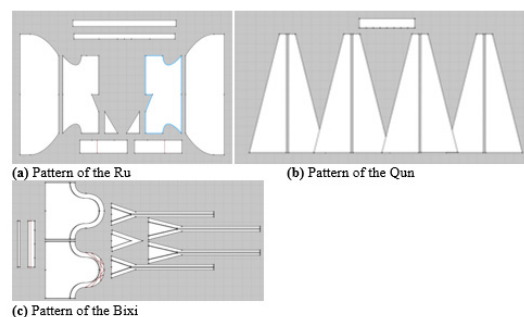 (a) Pattern of the Ru
(b) Pattern of the Qun
(c) Pattern of the Bixi